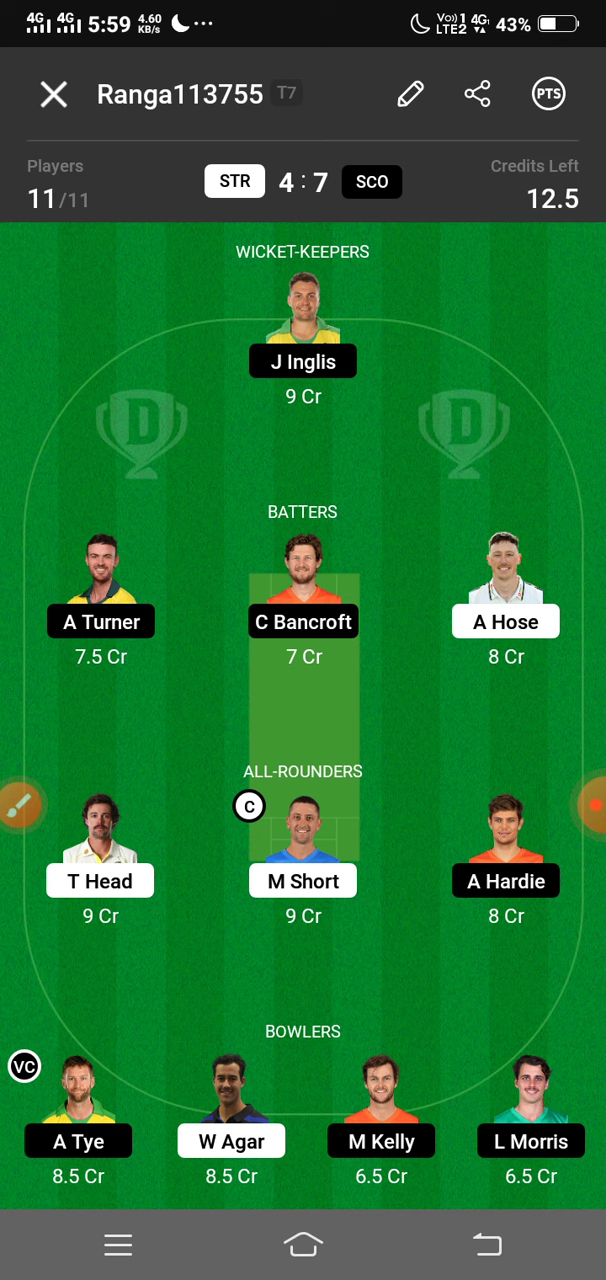 4G 4G 5:59 4.60 KB/s ... Vo) 1 LTE2 4G 43%
Ranga113755 T7 PTS
Players STR 4 : 7 SCO Credits Left
11/11 12.5
WICKET-KEEPERS
J Inglis
9 Cr
D D
BATTERS
A Turner C Bancroft A Hose
7.5 Cr 7 Cr 8 Cr
ALL-ROUNDERS
C
T Head M Short A Hardie
9 Cr 9 Cr 8 Cr
BOWLERS
VC
A Tye W Agar M Kelly L Morris
8.5 Cr 8.5 Cr 6.5 Cr 6.5 Cr